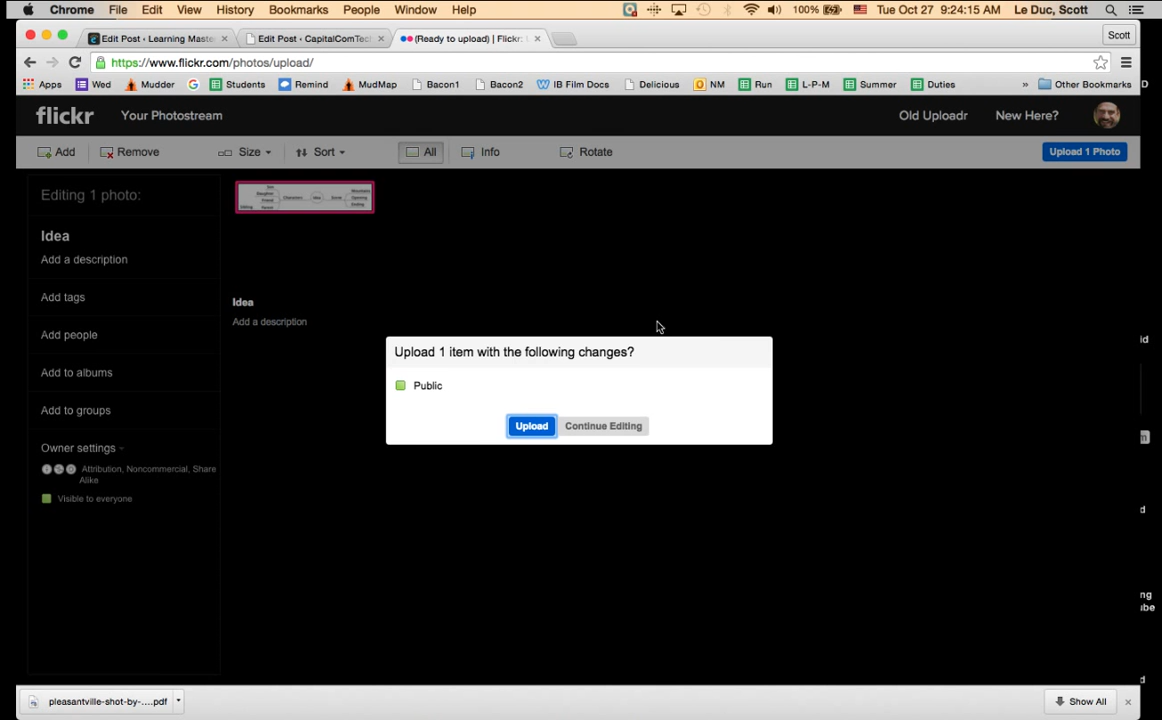 Chrome File Edit View History Bookmarks People Window Help 100% Tue Oct 27 9:24:15 AM Le Duc, Scott
Edit Post ‹ Learning Maste × Edit Post ‹ CapitalComTech × (Ready to upload) | Flickr: × Scott
https://www.flickr.com/photos/upload/
Apps Wed Mudder Students Remind MudMap Bacon1 Bacon2 IB Film Docs Delicious NM Run L-P-M Summer Duties » Other Bookmarks
flickr Your Photostream Old Uploadr New Here?
Add Remove Size Sort All Info Rotate Upload 1 Photo
Editing 1 photo:
Idea
Add a description
Add tags
Add people
Add to albums
Add to groups
Owner settings
Attribution, Noncommercial, Share
Alike
Visible to everyone
Idea
Add a description
Upload 1 item with the following changes?
Public
Upload Continue Editing
pleasantville-shot-by-....pdf Show All ×